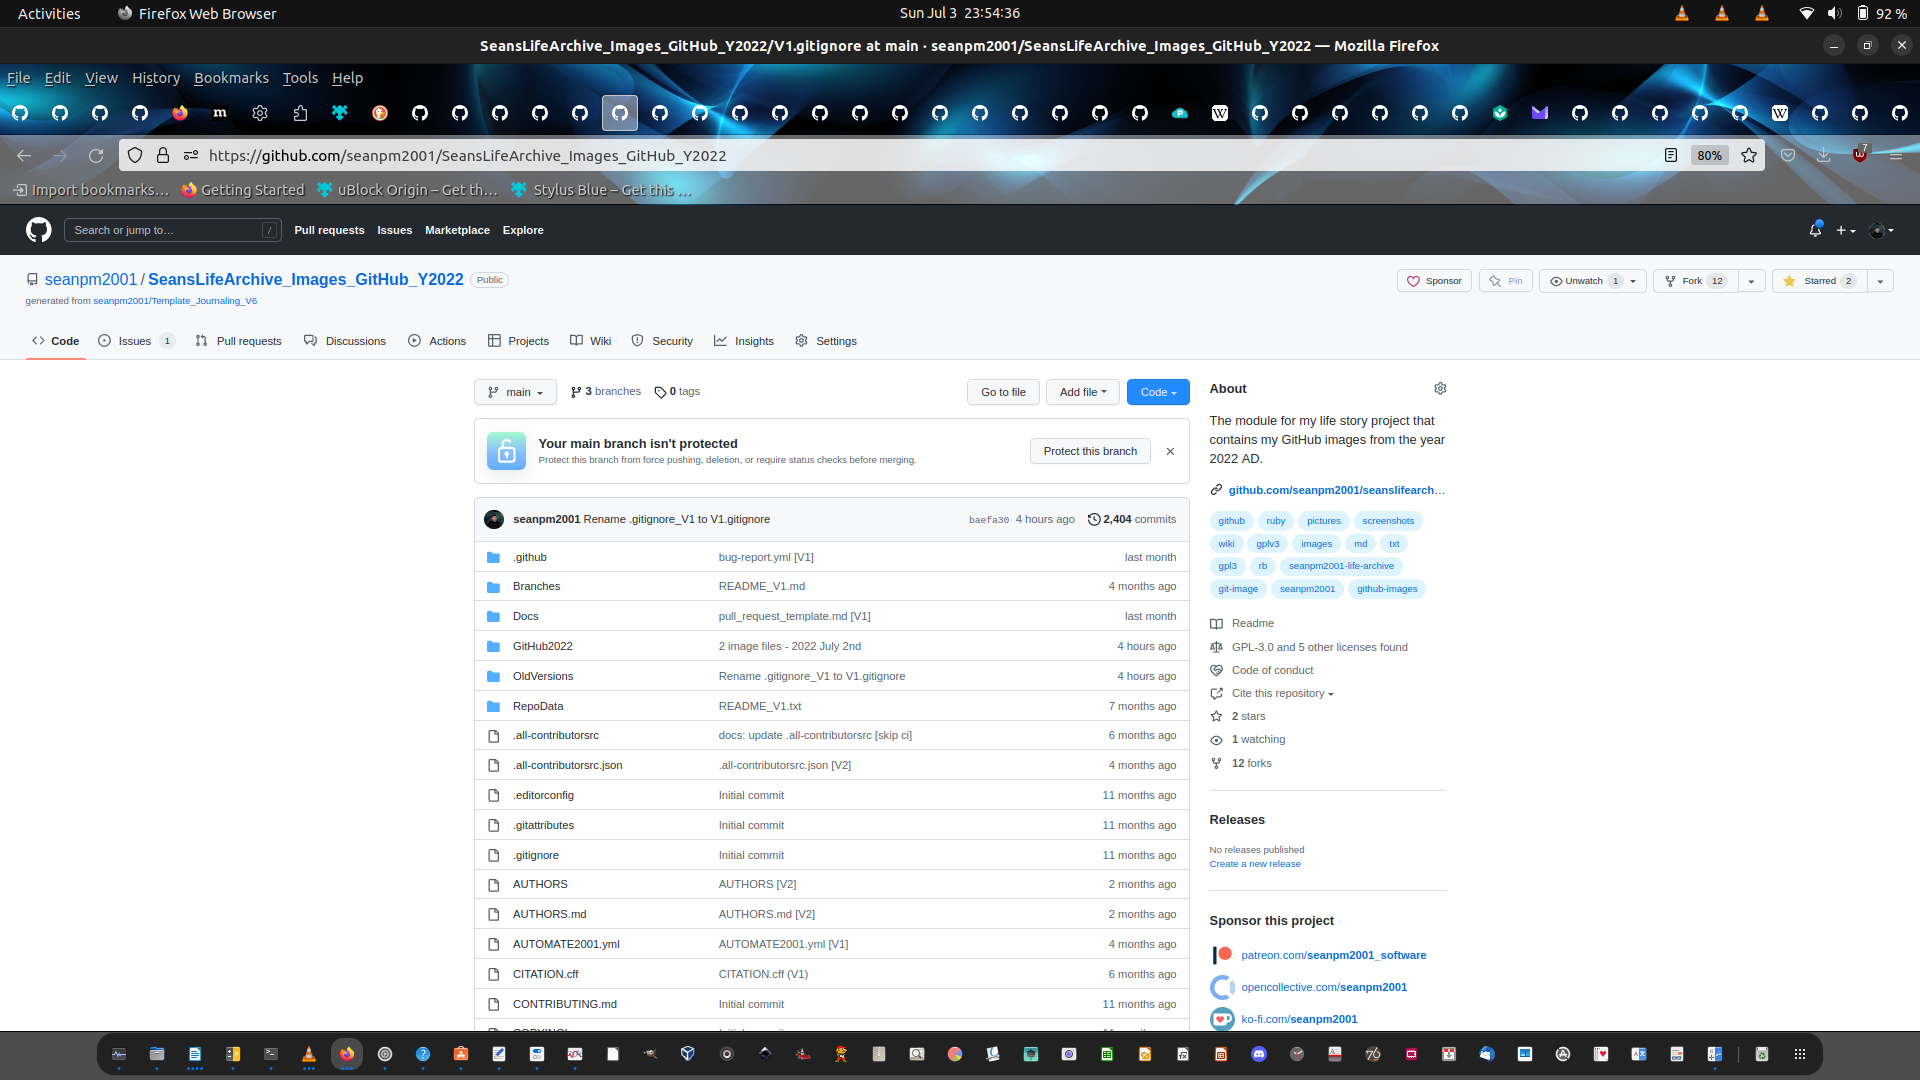 Activities Firefox Web Browser Sun Jul 3 23:54:36 92 %
SeansLifeArchive_Images_GitHub_Y2022/V1.gitignore at main · seanpm2001/SeansLifeArchive_Images_GitHub_Y2022 — Mozilla Firefox
File Edit View History Bookmarks Tools Help
https://github.com/seanpm2001/SeansLifeArchive_Images_GitHub_Y2022 80% 7
Import bookmarks… Getting Started uBlock Origin – Get th… Stylus Blue – Get this …
Search or jump to… / Pull requests Issues Marketplace Explore
seanpm2001 / SeansLifeArchive_Images_GitHub_Y2022 Public Sponsor Pin Unwatch 1 Fork 12 Starred 2
generated from seanpm2001/Template_Journaling_V6
Code Issues 1 Pull requests Discussions Actions Projects Wiki Security Insights Settings
main 3 branches 0 tags Go to file Add file Code
Your main branch isn't protected
Protect this branch from force pushing, deletion, or require status checks before merging.
Protect this branch
seanpm2001 Rename .gitignore_V1 to V1.gitignore baefa30 4 hours ago 2,404 commits
.github bug-report.yml [V1] last month
Branches README_V1.md 4 months ago
Docs pull_request_template.md [V1] last month
GitHub2022 2 image files - 2022 July 2nd 4 hours ago
OldVersions Rename .gitignore_V1 to V1.gitignore 4 hours ago
RepoData README_V1.txt 7 months ago
.all-contributorsrc docs: update .all-contributorsrc [skip ci] 6 months ago
.all-contributorsrc.json .all-contributorsrc.json [V2] 4 months ago
.editorconfig Initial commit 11 months ago
.gitattributes Initial commit 11 months ago
.gitignore Initial commit 11 months ago
AUTHORS AUTHORS [V2] 2 months ago
AUTHORS.md AUTHORS.md [V2] 2 months ago
AUTOMATE2001.yml AUTOMATE2001.yml [V1] 4 months ago
CITATION.cff CITATION.cff (V1) 6 months ago
CONTRIBUTING.md Initial commit 11 months ago
About
The module for my life story project that
contains my GitHub images from the year
2022 AD.
github.com/seanpm2001/seanslifearch…
github ruby pictures screenshots
wiki gplv3 images md txt
gpl3 rb seanpm2001-life-archive
git-image seanpm2001 github-images
Readme
GPL-3.0 and 5 other licenses found
Code of conduct
Cite this repository
2 stars
1 watching
12 forks
Releases
No releases published
Create a new release
Sponsor this project
patreon.com/seanpm2001_software
opencollective.com/seanpm2001
ko-fi.com/seanpm2001